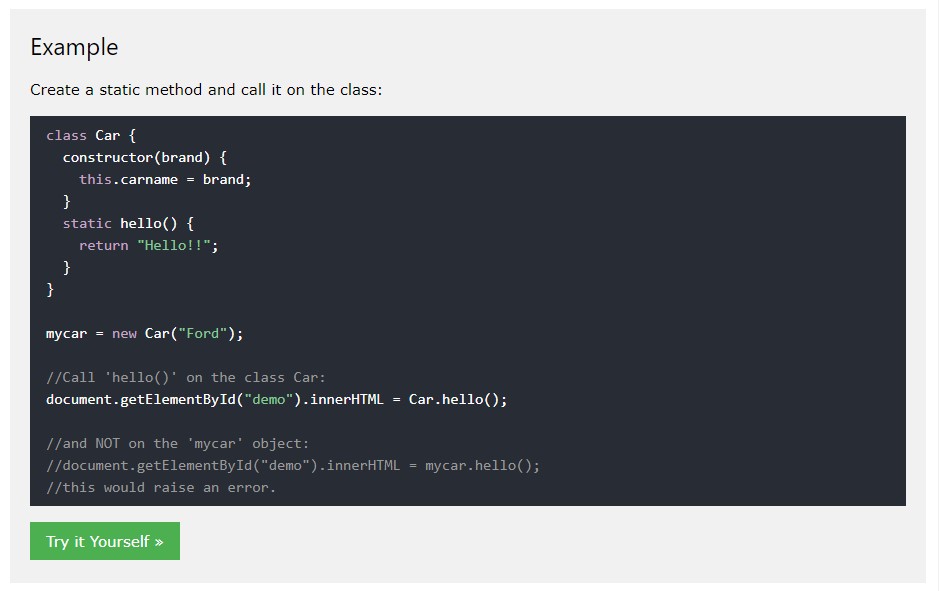 Example
Create a static method and call it on the class:
class Car {
  constructor(brand) {
    this.carname = brand;
  }
  static hello() {
    return "Hello!!";
  }
}
mycar = new Car("Ford");
//Call 'hello()' on the class Car:
document.getElementById("demo").innerHTML = Car.hello();
//and NOT on the 'mycar' object:
//document.getElementById("demo").innerHTML = mycar.hello();
//this would raise an error.
Try it Yourself »